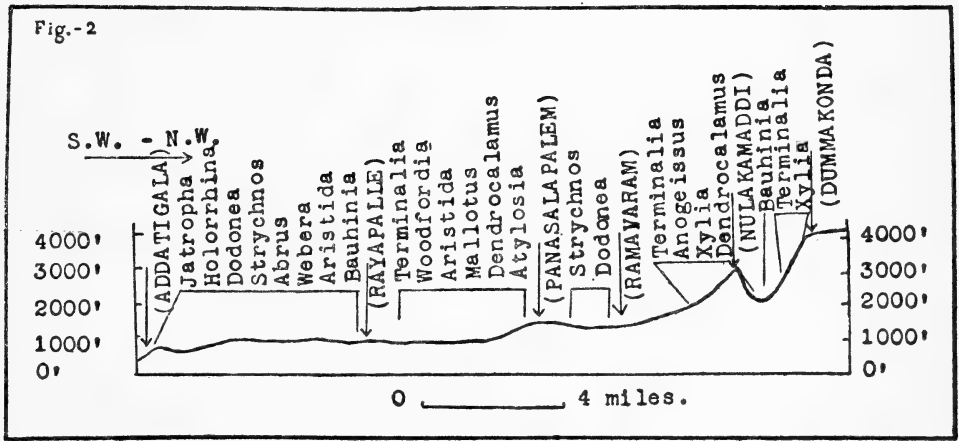 Fig.-2
S.W. - N.W.
(ADDATIGALA)
Jatropha
Holorrhina
Dodonea
Strychnos
Abrus
Webera
Aristida
Bauhinia
(RAYAPALLE)
Terminalia
Woodfordia
Aristida
Mallotus
Dendrocalamus
Atylosia
(PANASALAPALEM)
Strychnos
Dodonea
(RAMAVARAM)
Terminalia
Anogeissus
Xylia
Dendrocalamus
(NULAKAMADDI)
Bauhinia
Terminalia
Xylia
(DUMMAKONDA)
4000'
3000'
2000'
1000'
0'
4000'
3000'
2000'
1000'
0'
0 4 miles.